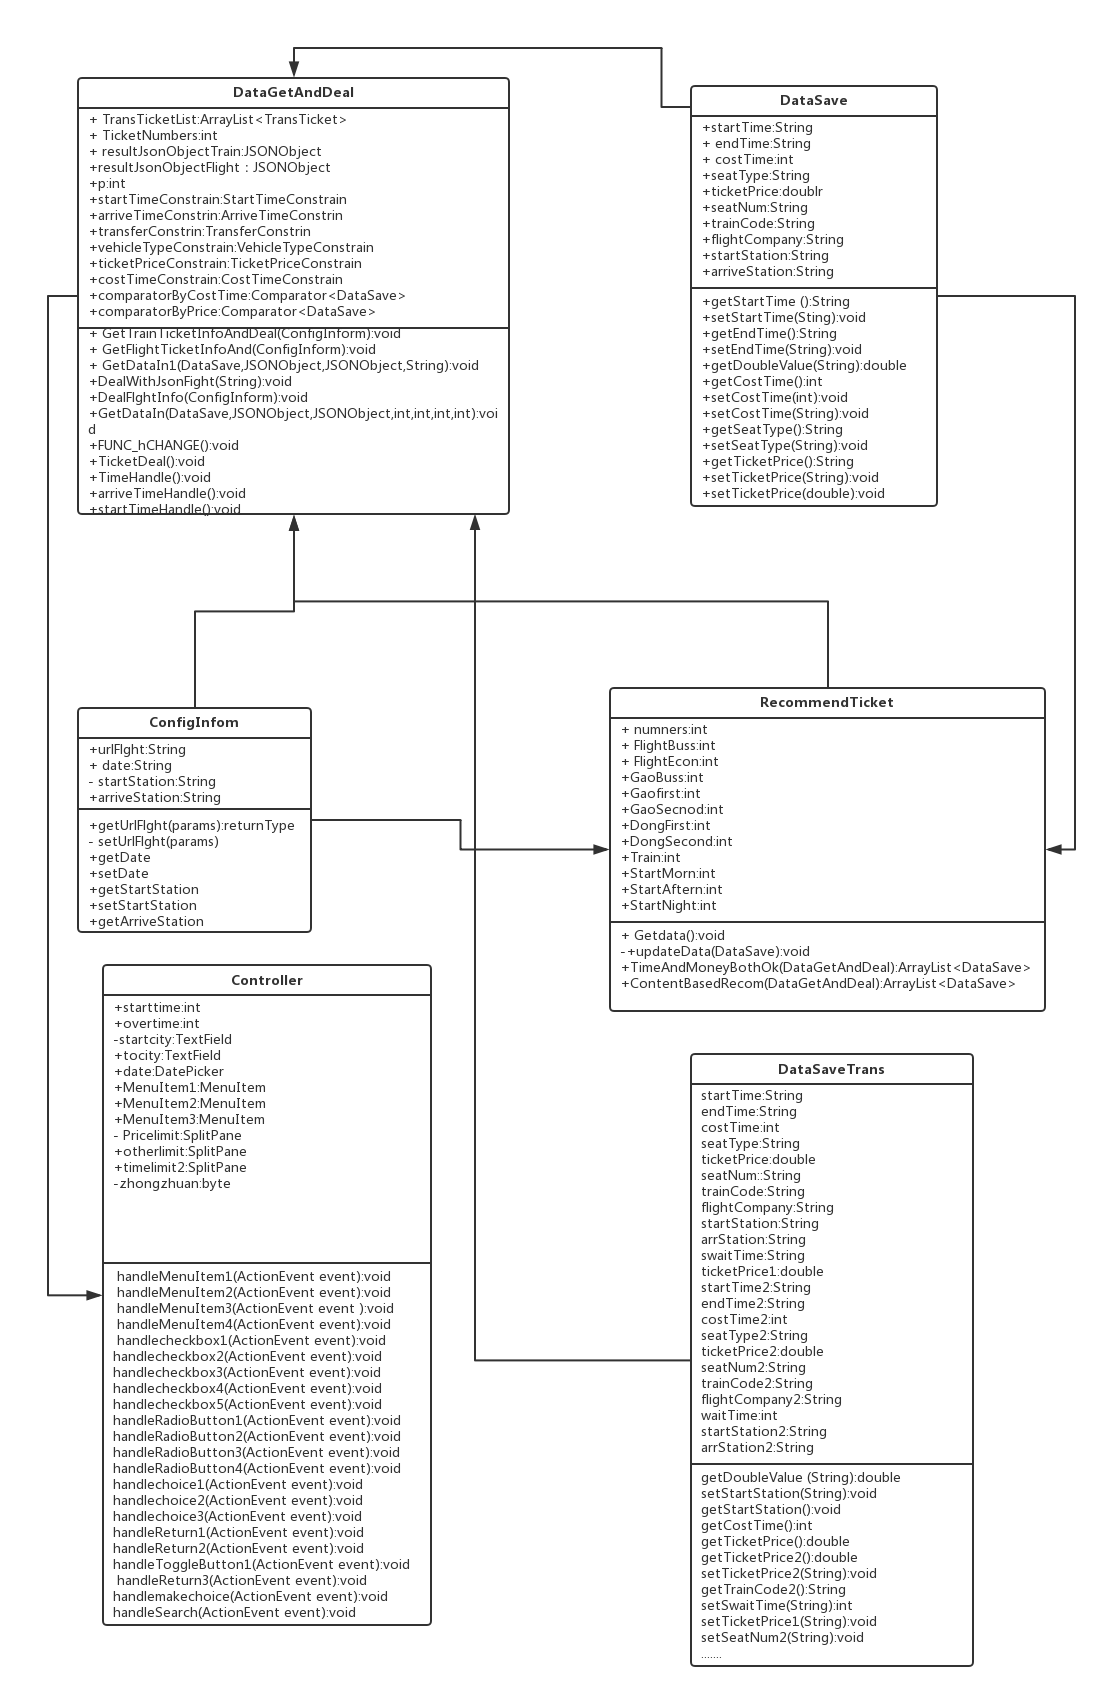 DataGetAndDeal
+ TransTicketList:ArrayList<TransTicket>
+ TicketNumbers:int
+ resultJsonObjectTrain:JSONObject
+resultJsonObjectFlight：JSONObject
+p:int
+startTimeConstrain:StartTimeConstrain
+arriveTimeConstrin:ArriveTimeConstrin
+transferConstrin:TransferConstrin
+vehicleTypeConstrain:VehicleTypeConstrain
+ticketPriceConstrain:TicketPriceConstrain
+costTimeConstrain:CostTimeConstrain
+comparatorByCostTime:Comparator<DataSave>
+comparatorByPrice:Comparator<DataSave>
+ GetTrainTicketInfoAndDeal(ConfigInform):void
+ GetFlightTicketInfoAnd(ConfigInform):void
+ GetDataIn1(DataSave,JSONObject,JSONObject,String):void
+DealWithJsonFight(String):void
+DealFIghtInfo(ConfigInform):void
+GetDataIn(DataSave,JSONObject,JSONObject,int,int,int,int):voi
d
+FUNC_hCHANGE():void
+TicketDeal():void
+TimeHandle():void
+arriveTimeHandle():void
+startTimeHandle():void
DataSave
+startTime:String
+ endTime:String
+ costTime:int
+seatType:String
+ticketPrice:doublr
+seatNum:String
+trainCode:String
+flightCompany:String
+startStation:String
+arriveStation:String
+getStartTime ():String
+setStartTime(Sting):void
+getEndTime():String
+setEndTime(String):void
+getDoubleValue(String):double
+getCostTime():int
+setCostTime(int):void
+setCostTime(String):void
+getSeatType():String
+setSeatType(String):void
+getTicketPrice():String
+setTicketPrice(String):void
+setTicketPrice(double):void
ConfigInfom
+urlFIght:String
+ date:String
- startStation:String
+arriveStation:String
+getUrlFIght(params):returnType
- setUrlFIght(params)
+getDate
+setDate
+getStartStation
+setStartStation
+getArriveStation
RecommendTicket
+ numners:int
+ FlightBuss:int
+ FlightEcon:int
+GaoBuss:int
+Gaofirst:int
+GaoSecnod:int
+DongFirst:int
+DongSecond:int
+Train:int
+StartMorn:int
+StartAftern:int
+StartNight:int
+ Getdata():void
-+updateData(DataSave):void
+TimeAndMoneyBothOk(DataGetAndDeal):ArrayList<DataSave>
+ContentBasedRecom(DataGetAndDeal):ArrayList<DataSave>
Controller
+starttime:int
+overtime:int
-startcity:TextField
+tocity:TextField
+date:DatePicker
+MenuItem1:MenuItem
+MenuItem2:MenuItem
+MenuItem3:MenuItem
- Pricelimit:SplitPane
+otherlimit:SplitPane
+timelimit2:SplitPane
-zhongzhuan:byte
handleMenuItem1(ActionEvent event):void
handleMenuItem2(ActionEvent event):void
handleMenuItem3(ActionEvent event ):void
handleMenuItem4(ActionEvent event):void
handlecheckbox1(ActionEvent event):void
handlecheckbox2(ActionEvent event):void
handlecheckbox3(ActionEvent event):void
handlecheckbox4(ActionEvent event):void
handlecheckbox5(ActionEvent event):void
handleRadioButton1(ActionEvent event):void
handleRadioButton2(ActionEvent event):void
handleRadioButton3(ActionEvent event):void
handleRadioButton4(ActionEvent event):void
handlechoice1(ActionEvent event):void
handlechoice2(ActionEvent event):void
handlechoice3(ActionEvent event):void
handleReturn1(ActionEvent event):void
handleReturn2(ActionEvent event):void
handleToggleButton1(ActionEvent event):void
handleReturn3(ActionEvent event):void
handlemakechoice(ActionEvent event):void
handleSearch(ActionEvent event):void
DataSaveTrans
startTime:String
endTime:String
costTime:int
seatType:String
ticketPrice:double
seatNum::String
trainCode:String
flightCompany:String
startStation:String
arrStation:String
swaitTime:String
ticketPrice1:double
startTime2:String
endTime2:String
costTime2:int
seatType2:String
ticketPrice2:double
seatNum2:String
trainCode2:String
flightCompany2:String
waitTime:int
startStation2:String
arrStation2:String
getDoubleValue (String):double
setStartStation(String):void
getStartStation():void
getCostTime():int
getTicketPrice():double
getTicketPrice2():double
setTicketPrice2(String):void
getTrainCode2():String
setSwaitTime(String):int
setTicketPrice1(String):void
setSeatNum2(String):void
.......